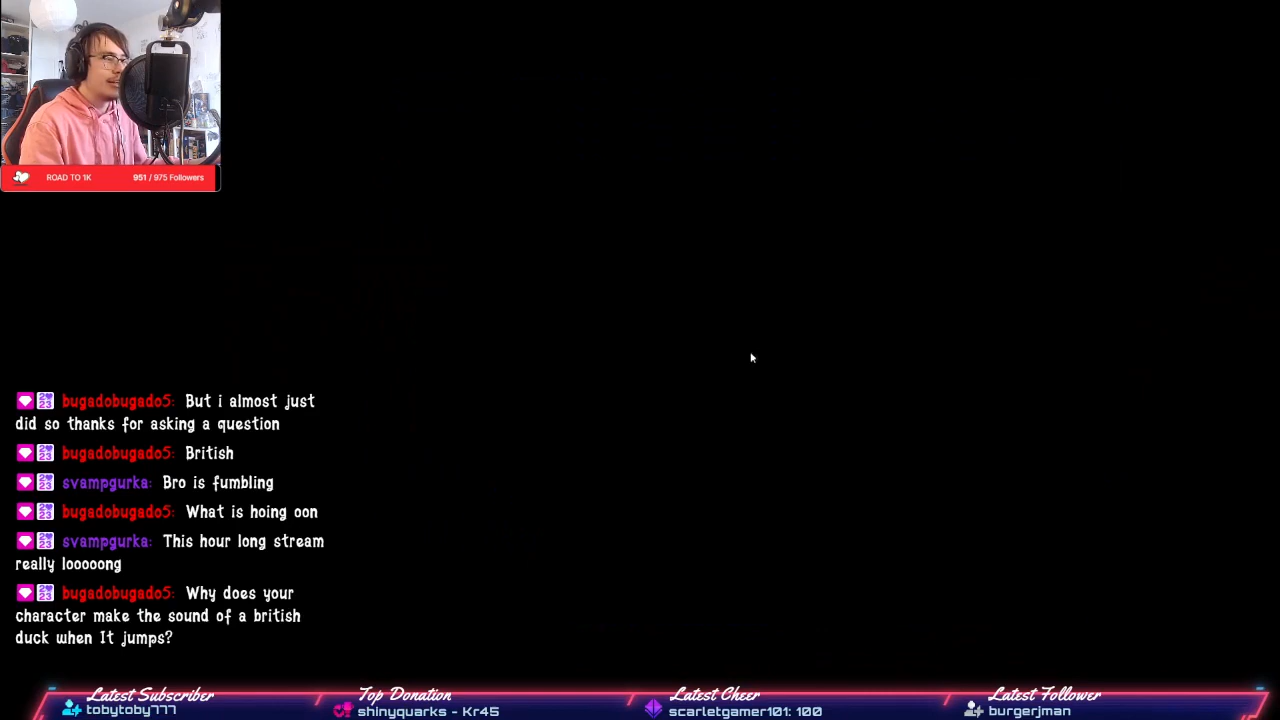 ROAD TO 1K 951 / 975 Followers
bugadobugado5: But i almost just
did so thanks for asking a question
bugadobugado5: British
svampgurka: Bro is fumbling
bugadobugado5: What is hoing oon
svampgurka: This hour long stream
really looooong
bugadobugado5: Why does your
character make the sound of a british
duck when It jumps?
Latest Subscriber
tobytoby777
Top Donation
shinyquarks - Kr45
Latest Cheer
scarletgamer101: 100
Latest Follower
burgerjman